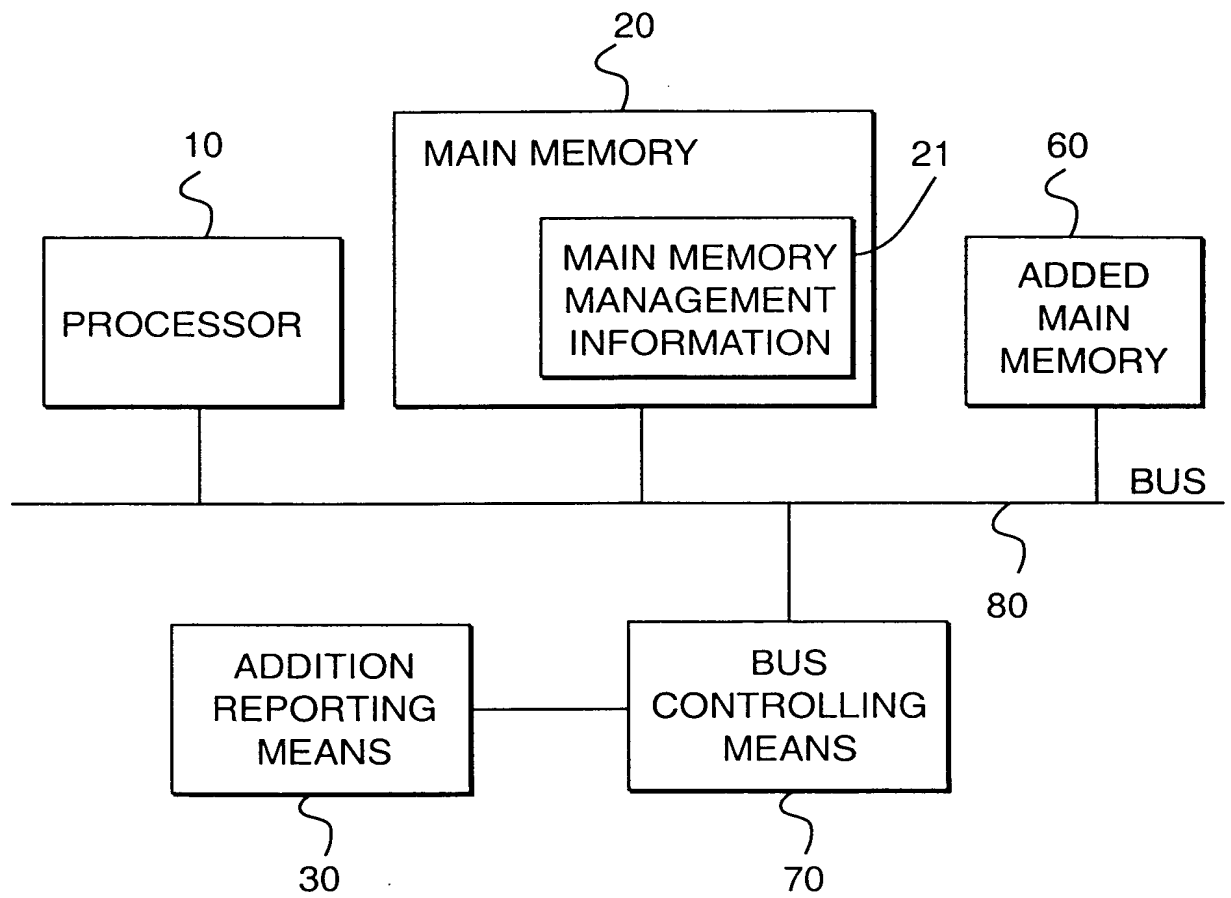 20
10
MAIN MEMORY
21
60
MAIN MEMORY
MANAGEMENT
INFORMATION
PROCESSOR
ADDED
MAIN
MEMORY
BUS
80
ADDITION
REPORTING
MEANS
BUS
CONTROLLING
MEANS
30
70